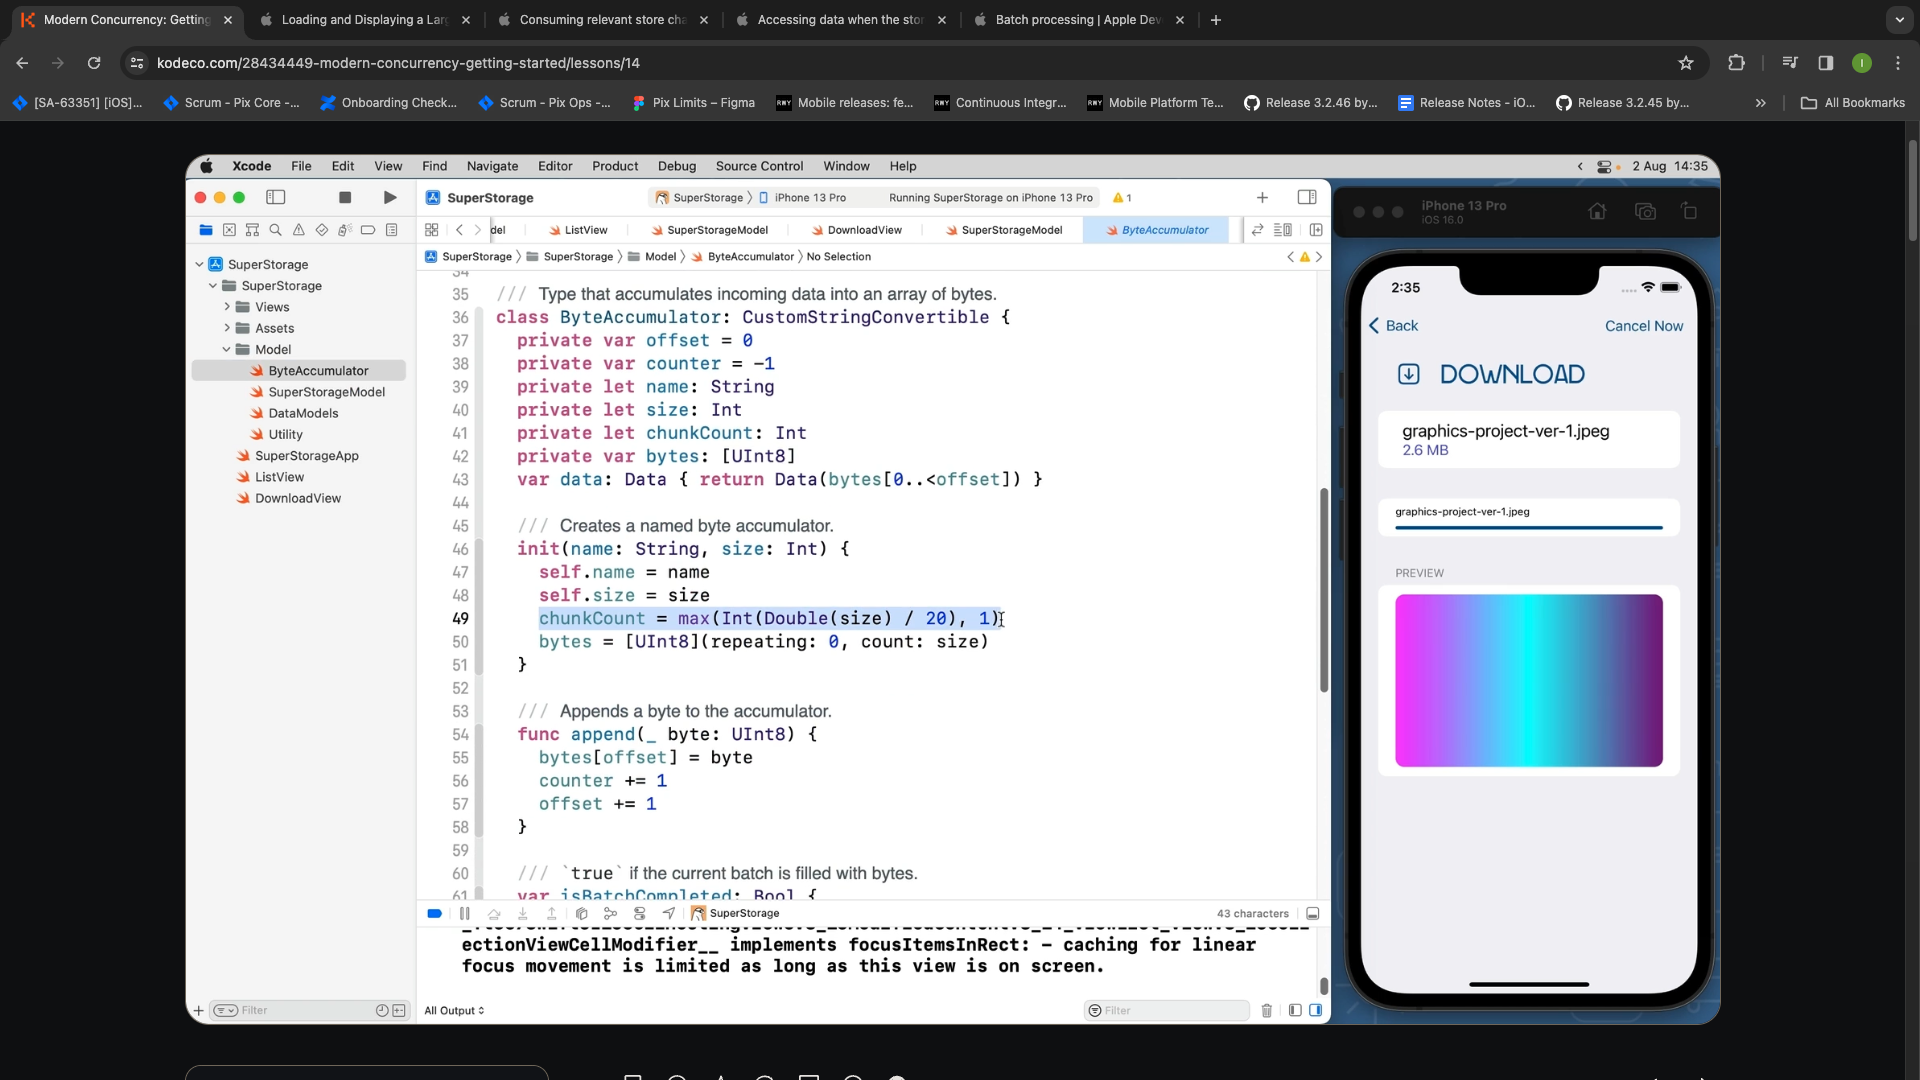 Modern Concurrency: Getting
Loading and Displaying a Lar
Consuming relevant store cha
Accessing data when the stor
Batch processing | Apple Dev
kodeco.com/28434449-modern-concurrency-getting-started/lessons/14
I
[SA-63351] [iOS]...
Scrum - Pix Core -...
Onboarding Check...
Scrum - Pix Ops -...
Pix Limits – Figma
Mobile releases: fe...
Continuous Integr...
Mobile Platform Te...
Release 3.2.46 by...
Release Notes - iO...
Release 3.2.45 by...
All Bookmarks
Xcode File Edit View Find Navigate Editor Product Debug Source Control Window Help
2 Aug 14:35
SuperStorage
SuperStorage
iPhone 13 Pro
Running SuperStorage on iPhone 13 Pro
1
del
ListView
SuperStorageModel
DownloadView
SuperStorageModel
ByteAccumulator
SuperStorage
SuperStorage
Model
ByteAccumulator
No Selection
SuperStorage
SuperStorage
Views
Assets
Model
ByteAccumulator
SuperStorageModel
DataModels
Utility
SuperStorageApp
ListView
DownloadView
Filter
34
35 /// Type that accumulates incoming data into an array of bytes.
36 class ByteAccumulator: CustomStringConvertible {
37 private var offset = 0
38 private var counter = -1
39 private let name: String
40 private let size: Int
41 private let chunkCount: Int
42 private var bytes: [UInt8]
43 var data: Data { return Data(bytes[0..<offset]) }
44
45 /// Creates a named byte accumulator.
46 init(name: String, size: Int) {
47 self.name = name
48 self.size = size
49 chunkCount = max(Int(Double(size) / 20), 1)
50 bytes = [UInt8](repeating: 0, count: size)
51 }
52
53 /// Appends a byte to the accumulator.
54 func append(_ byte: UInt8) {
55 bytes[offset] = byte
56 counter += 1
57 offset += 1
58 }
59
60 /// `true` if the current batch is filled with bytes.
61 var isBatchCompleted: Bool {
SuperStorage
43 characters
ectionViewCellModifier__ implements focusItemsInRect: - caching for linear
focus movement is limited as long as this view is on screen.
All Output
Filter
iPhone 13 Pro
iOS 16.0
2:35
Back
Cancel Now
DOWNLOAD
graphics-project-ver-1.jpeg
2.6 MB
graphics-project-ver-1.jpeg
PREVIEW